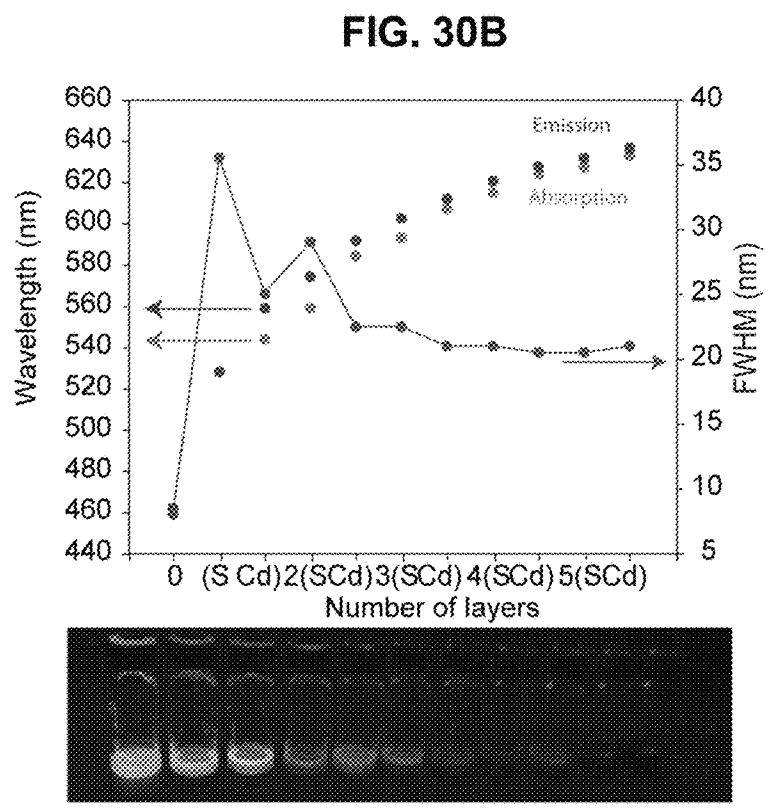 FIG. 30B
660
640
620
600
580
560
540
520
500
480
460
440
Wavelength (nm)
Emission
Absorption
40
35
30
25
20
15
10
5
FWHM (nm)
0 (S Cd) 2(SCd) 3(SCd) 4(SCd) 5(SCd)
Number of layers